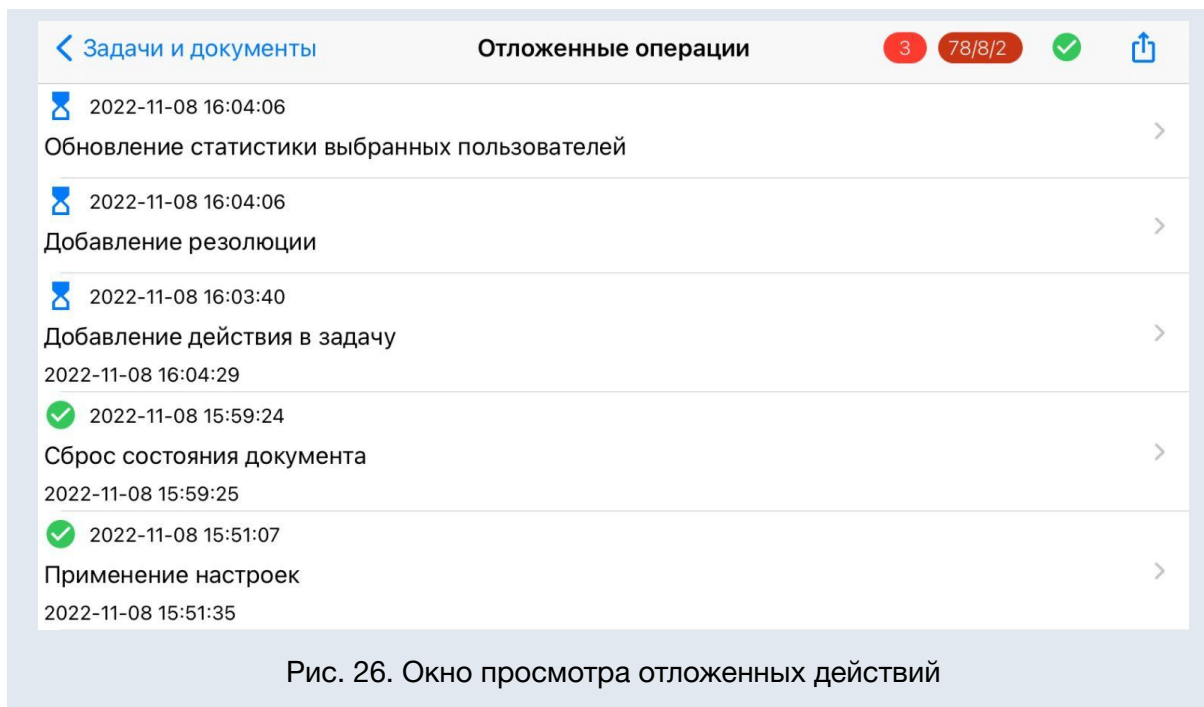 Задачи и документы Отложенные операции 3 78/8/2
2022-11-08 16:04:06
Обновление статистики выбранных пользователей
2022-11-08 16:04:06
Добавление резолюции
2022-11-08 16:03:40
Добавление действия в задачу
2022-11-08 16:04:29
2022-11-08 15:59:24
Сброс состояния документа
2022-11-08 15:59:25
2022-11-08 15:51:07
Применение настроек
2022-11-08 15:51:35
Рис. 26. Окно просмотра отложенных действий